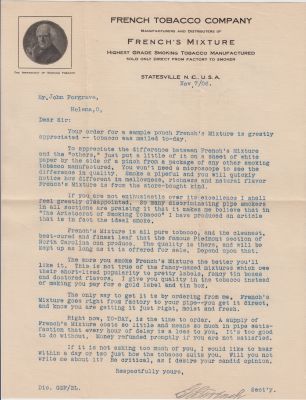 FRENCH TOBACCO COMPANY
MANUFACTURERS AND DISTRIBUTERS OF
FRENCH'S MIXTURE
HIGHEST GRADE SMOKING TOBACCO MANUFACTURED
SOLD ONLY DIRECT FROM FACTORY TO SMOKER
THE ARISTOCRAT OF SMOKING TOBACCO
STATESVILLE N.C. U.S.A.
Nov. 7/06.
Mr. John Forgrave,
Helena, O.
Dear Sir:
Your order for a sample pouch French's Mixture is greatly
appreciated -- tobacco was mailed to-day.
To appreciate the difference between French's Mixture
and the "others," just put a little of it on a sheet of white
paper by the side of a pinch from a package of any other smoking
tobacco manufactured. You won't need a microscope to see the
difference in quality. Smoke a pipeful and you will quickly
notice how different in mellowness, richness and natural flavor
French's Mixture is from the store-bought kind.
If you are not enthusiastic over its excellence I shall
feel greatly disappointed. So many discriminating pipe smokers
in all sections are praising it that it makes me believe that in
"The Aristocrat of Smoking Tobacco" I have produced an article
that is in fact the ideal smoke.
French's Mixture is all pure tobacco, and the cleanest,
best-cured and finest leaf that the famous Piedmont section of
North Carolina can produce. The quality is there, and will be
kept up as long as it is offered for sale. Depend on that.
The more you smoke French's Mixture the better you'll
like it. This is not true of the fancy-named mixtures which owe
their short-lived popularity to pretty labels, fancy tin boxes
and doctored flavors. I give you quality in the tobacco instead
of making you pay for a gold label and tin box.
The only way to get it is by ordering from me. French's
Mixture goes right from factory to your pipe--you get it direct,
and know you are getting it just right, moist and fresh.
Right now, TO-DAY, is the time to order. A supply of
French's Mixture costs so little and means so much in pipe satis-
faction that every hour of delay is a loss to you. It's too good
to do without. Money refunded promptly if you are not satisfied.
If it is not asking too much of you, I would like to hear
within a day or two just how the tobacco suits you. Will you not
write me about it? Be critical, as I desire your candid opinion.
Respectfully yours,
Sect'y.